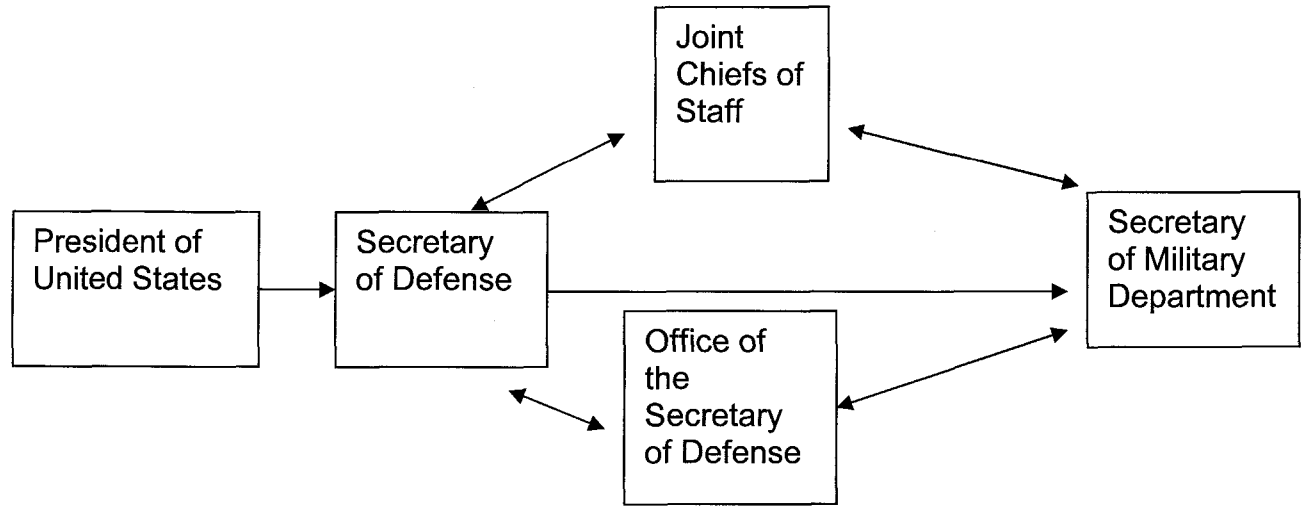 Joint
Chiefs of
Staff
President of
United States
Secretary
of Defense
Secretary
of Military
Department
Office of
the
Secretary
of Defense